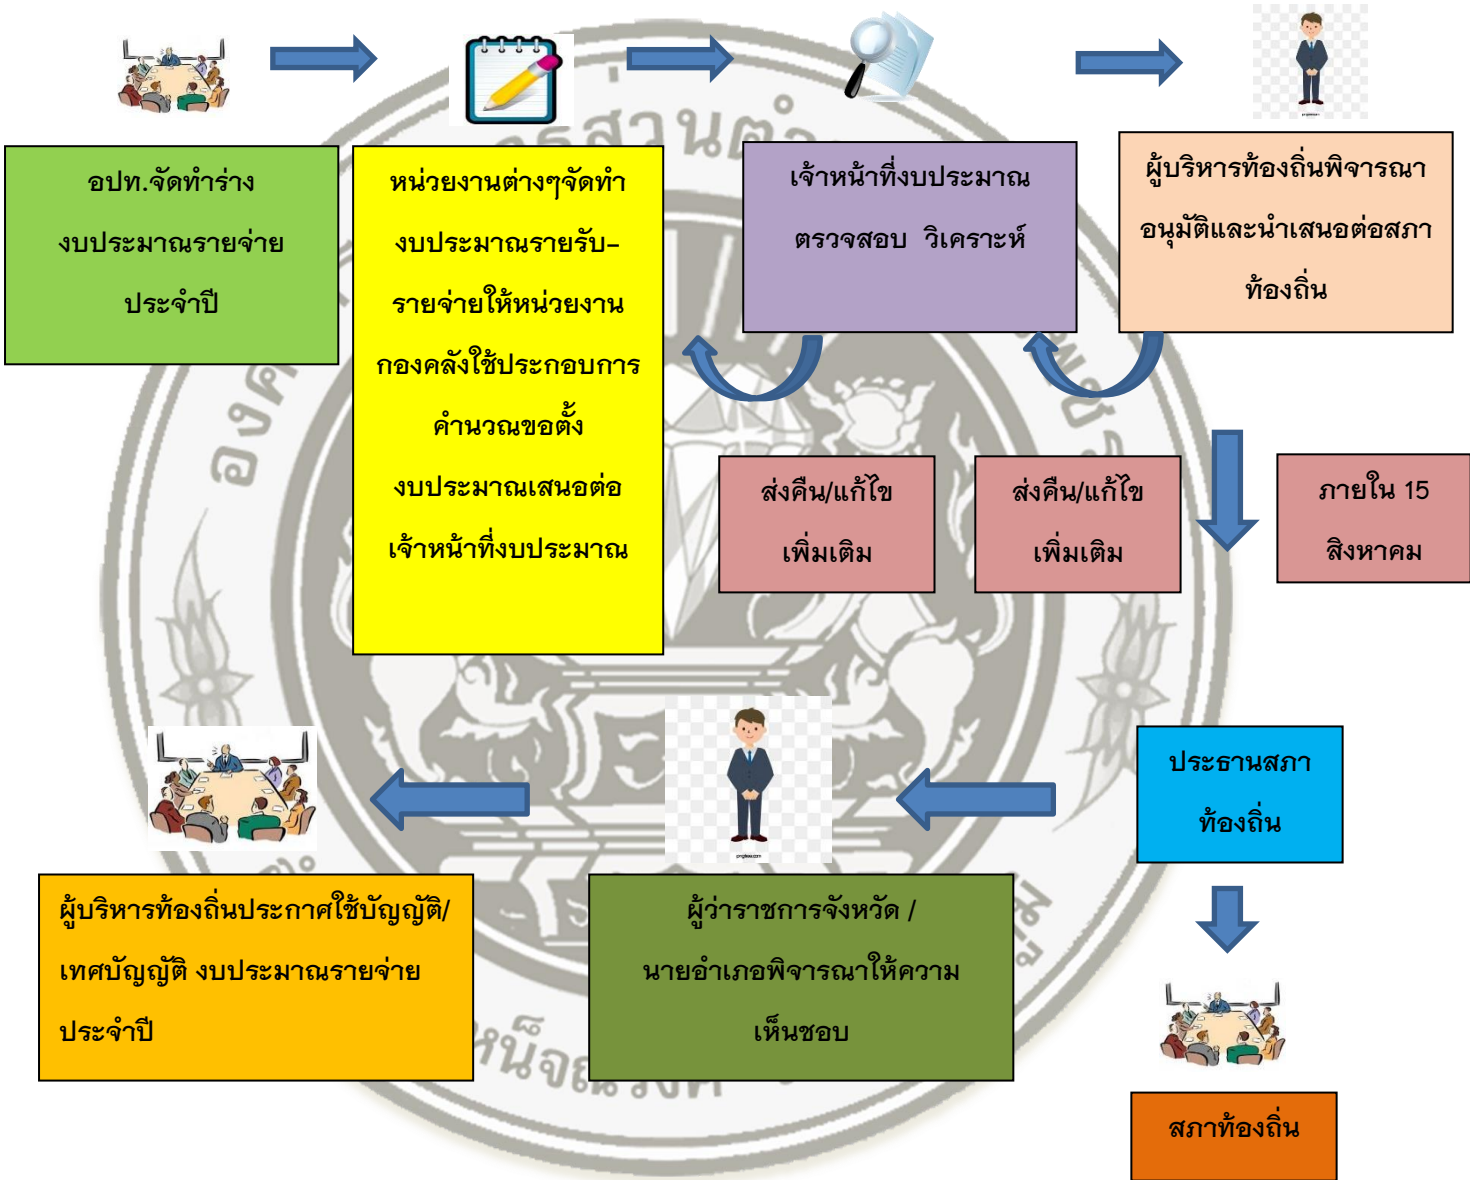 อปท.จัดทำร่าง
งบประมาณรายจ่าย
ประจำปี
หน่วยงานต่างๆจัดทำ
งบประมาณรายรับ-
รายจ่ายให้หน่วยงาน
กองคลังใช้ประกอบการ
คำนวณขอตั้ง
งบประมาณเสนอต่อ
เจ้าหน้าที่งบประมาณ
เจ้าหน้าที่งบประมาณ
ตรวจสอบ วิเคราะห์
ผู้บริหารท้องถิ่นพิจารณา
อนุมัติและนำเสนอต่อสภา
ท้องถิ่น
ส่งคืน/แก้ไข
เพิ่มเติม
ส่งคืน/แก้ไข
เพิ่มเติม
ภายใน 15
สิงหาคม
ประธานสภา
ท้องถิ่น
ผู้ว่าราชการจังหวัด /
นายอำเภอพิจารณาให้ความ
เห็นชอบ
ผู้บริหารท้องถิ่นประกาศใช้บัญญัติ/
เทศบัญญัติ งบประมาณรายจ่าย
ประจำปี
สภาท้องถิ่น